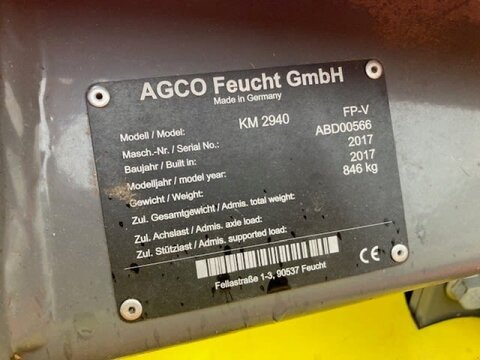 AGCO Feucht GmbH
Made in Germany
Modell / Model: KM 2940 FP-V
Masch.-Nr. / Serial No.: ABD00566
Baujahr / Built in: 2017
Modelljahr / model year: 2017
Gewicht / Weight: 846 kg
Zul. Gesamtgewicht / Admis. total weight:
Zul. Achslast / Admis. axle load:
Zul. Stützlast / Admis. supported load:
CE
Fellastraße 1-3, 90537 Feucht